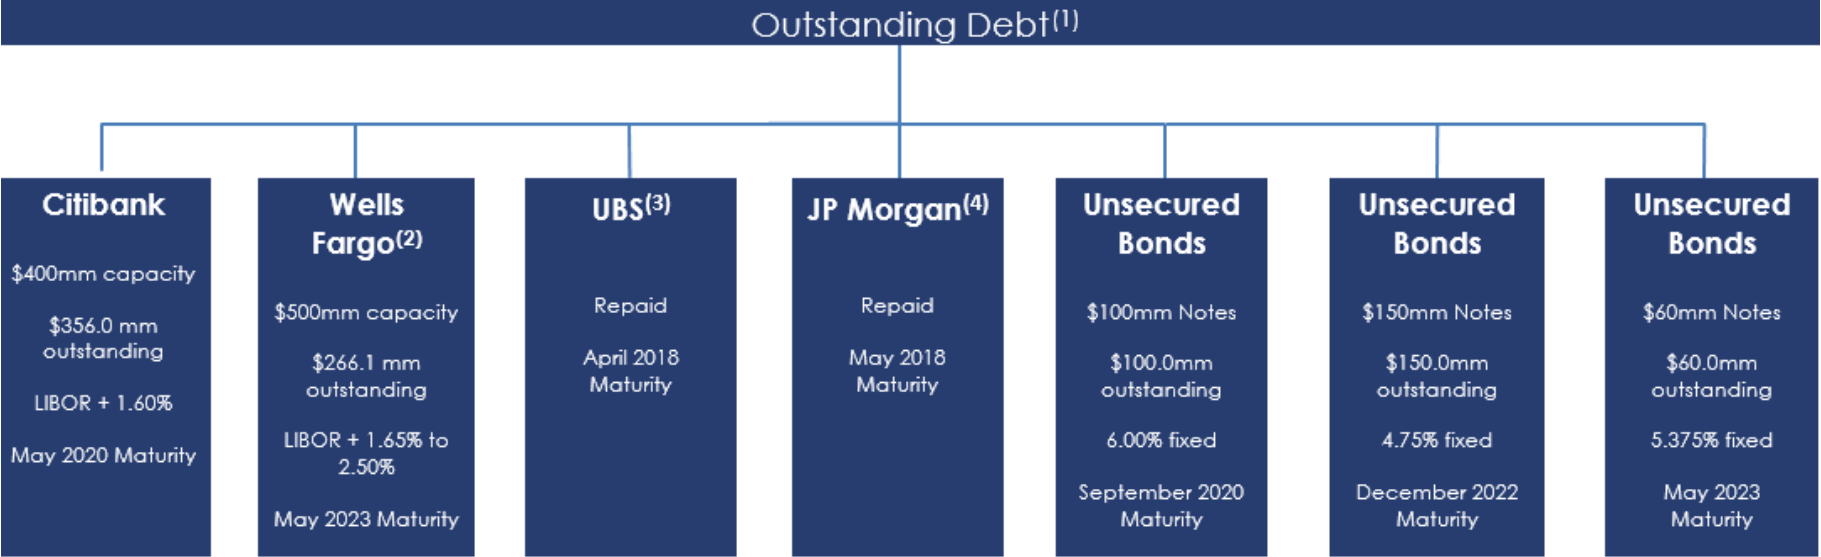 Outstanding Debt(1)
Citibank
$400mm capacity
$356.0 mm
outstanding
LIBOR + 1.60%
May 2020 Maturity
Wells
Fargo(2)
$500mm capacity
$266.1 mm
outstanding
LIBOR + 1.65% to
2.50%
May 2023 Maturity
UBS(3)
Repaid
April 2018
Maturity
JP Morgan(4)
Repaid
May 2018
Maturity
Unsecured
Bonds
$100mm Notes
$100.0mm
outstanding
6.00% fixed
September 2020
Maturity
Unsecured
Bonds
$150mm Notes
$150.0mm
outstanding
4.75% fixed
December 2022
Maturity
Unsecured
Bonds
$60mm Notes
$60.0mm
outstanding
5.375% fixed
May 2023
Maturity